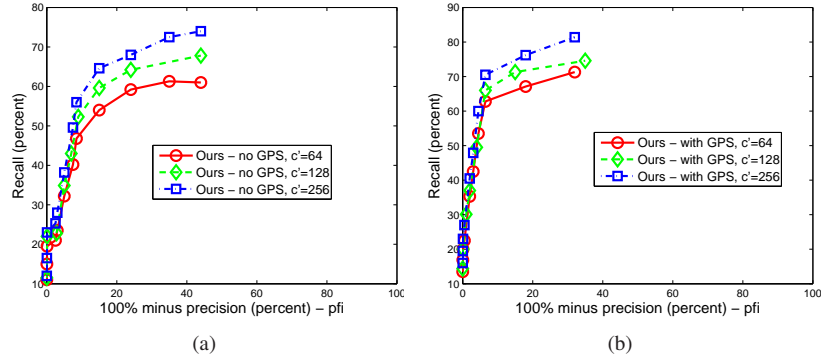 80
70
60
50
40
30
20
10
0
20
40
60
80
100
Recall (percent)
100% minus precision (percent) – pfi
Ours – no GPS, c'=64
Ours – no GPS, c'=128
Ours – no GPS, c'=256
(a)
90
80
70
60
50
40
30
20
10
0
20
40
60
80
100
Recall (percent)
100% minus precision (percent) – pfi
Ours – with GPS, c'=64
Ours – with GPS, c'=128
Ours – with GPS, c'=256
(b)